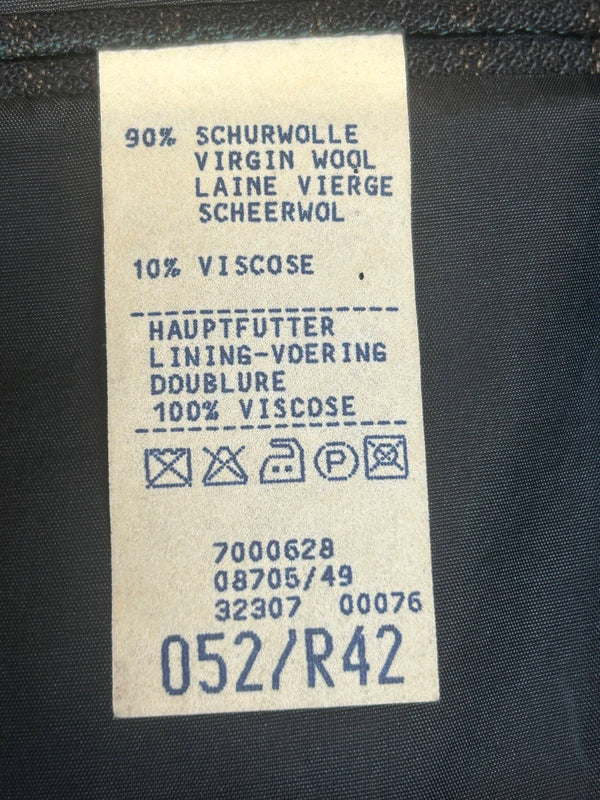 90% SCHURWOLLE
VIRGIN WOOL
LAINE VIERGE
SCHEERWOL
10% VISCOSE
HAUPTFUTTER
LINING-VOERING
DOUBLURE
100% VISCOSE
P
7000628
08705/49
32307 00076
052/R42